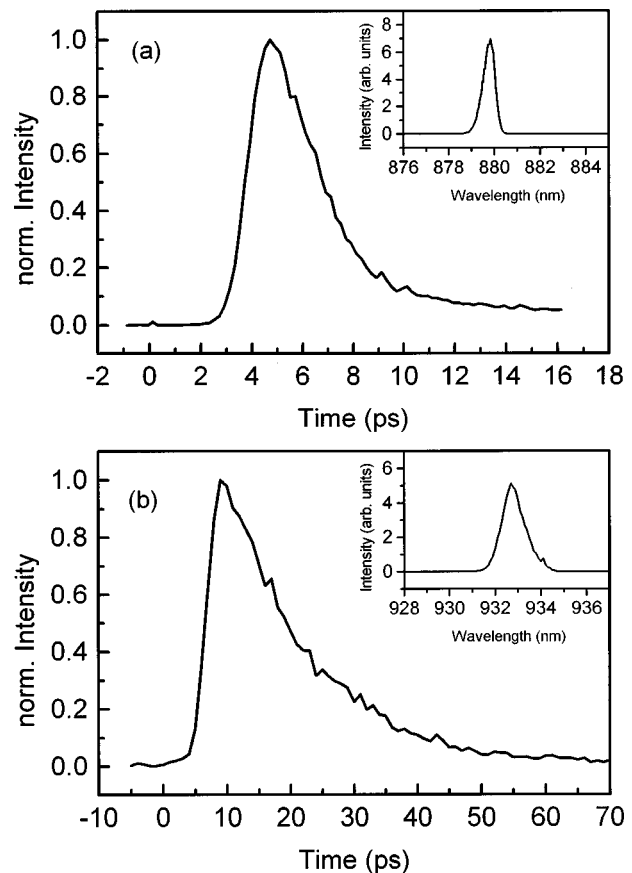 (a)
norm. Intensity
1.0
0.8
0.6
0.4
0.2
0.0
-2 0 2 4 6 8 10 12 14 16 18
Time (ps)
Intensity (arb. units)
8
6
4
2
0
876 878 880 882 884
Wavelength (nm)
(b)
norm. Intensity
1.0
0.8
0.6
0.4
0.2
0.0
-10 0 10 20 30 40 50 60 70
Time (ps)
Intensity (arb. units)
6
4
2
0
928 930 932 934 936
Wavelength (nm)